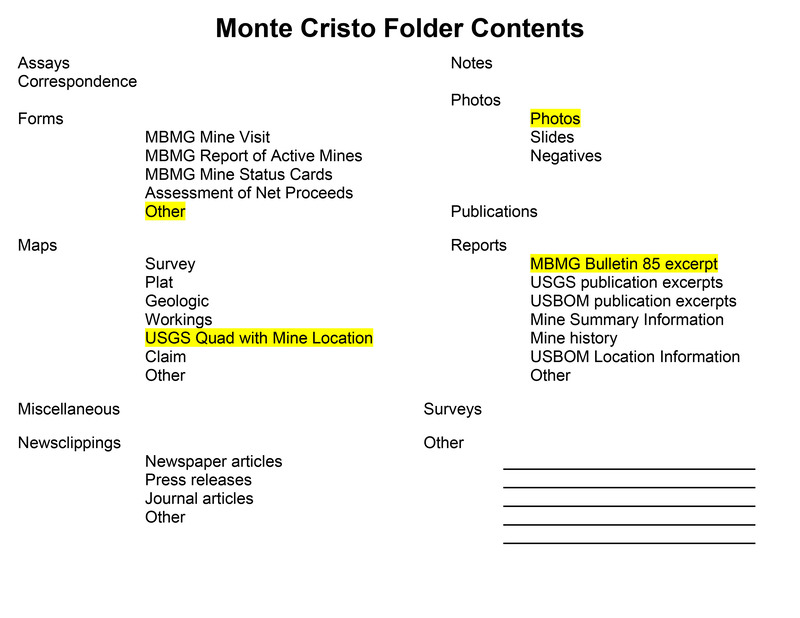 Monte Cristo Folder Contents
Assays
Correspondence
Forms
MBMG Mine Visit
MBMG Report of Active Mines
MBMG Mine Status Cards
Assessment of Net Proceeds
Other
Maps
Survey
Plat
Geologic
Workings
USGS Quad with Mine Location
Claim
Other
Miscellaneous
Newsclippings
Newspaper articles
Press releases
Journal articles
Other
Notes
Photos
Photos
Slides
Negatives
Publications
Reports
MBMG Bulletin 85 excerpt
USGS publication excerpts
USBOM publication excerpts
Mine Summary Information
Mine history
USBOM Location Information
Other
Surveys
Other